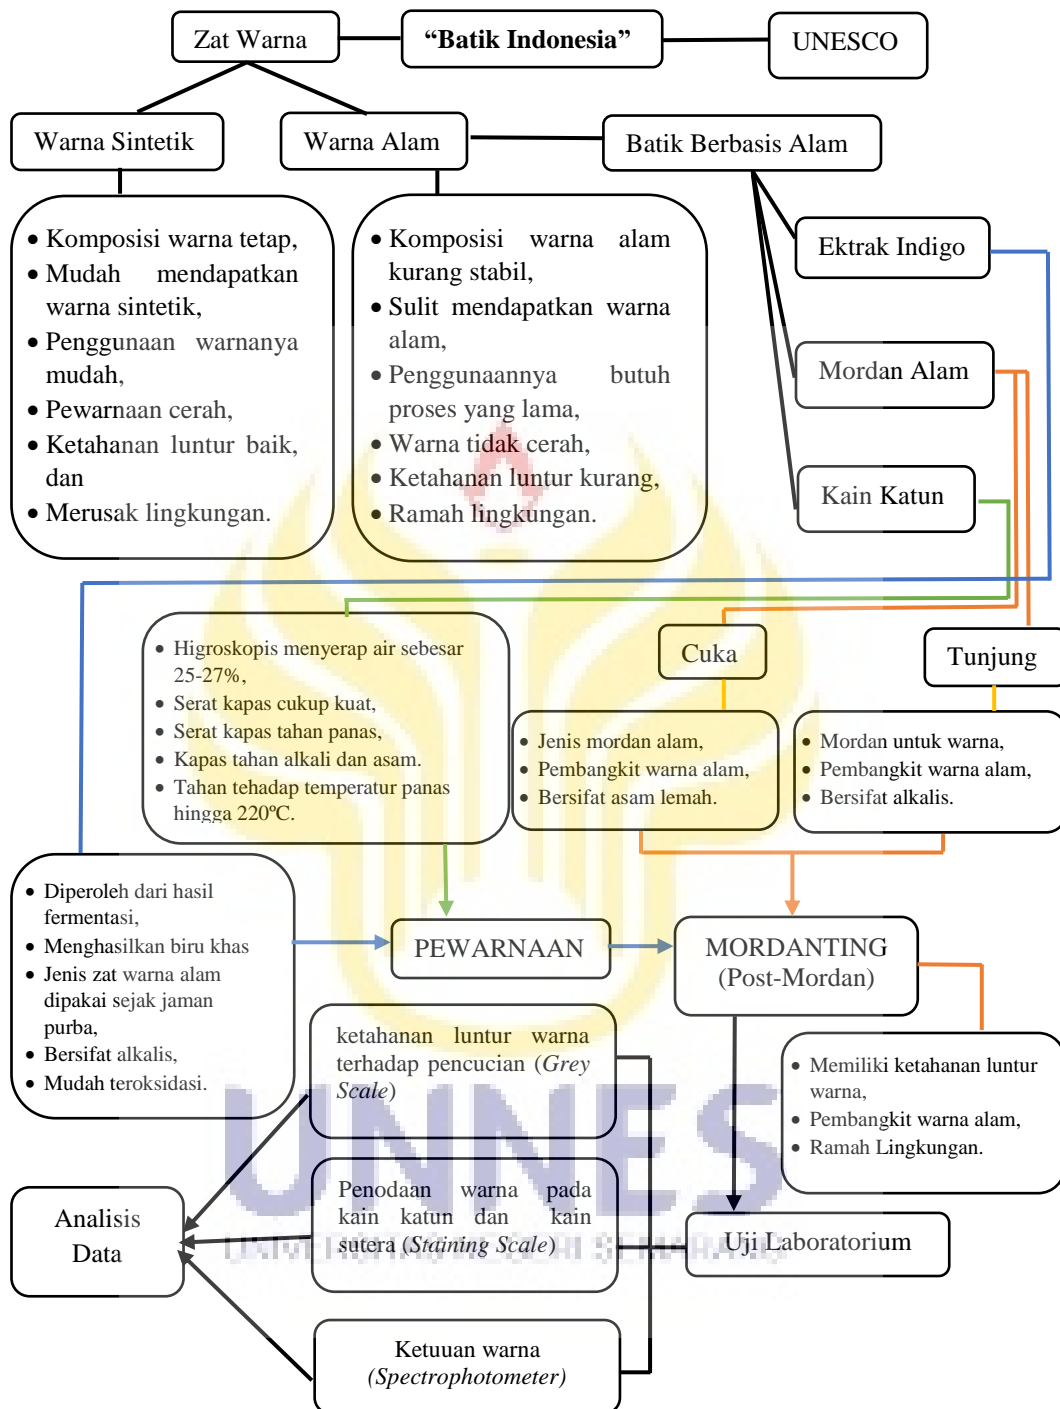 Zat Warna
“Batik Indonesia”
UNESCO
Warna Sintetik
Warna Alam
Batik Berbasis Alam
• Komposisi warna tetap,
• Mudah mendapatkan
warna sintetik,
• Penggunaan warnanya
mudah,
• Pewarnaan cerah,
• Ketahanan luntur baik,
dan
• Merusak lingkungan.
• Komposisi warna alam
kurang stabil,
• Sulit mendapatkan warna
alam,
• Penggunaannya butuh
proses yang lama,
• Warna tidak cerah,
• Ketahanan luntur kurang,
• Ramah lingkungan.
Ektrak Indigo
Mordan Alam
Kain Katun
• Higroskopis menyerap air sebesar
25-27%,
• Serat kapas cukup kuat,
• Serat kapas tahan panas,
• Kapas tahan alkali dan asam.
• Tahan tehadap temperatur panas
hingga 220ºC.
Cuka
Tunjung
• Jenis mordan alam,
• Pembangkit warna alam,
• Bersifat asam lemah.
• Mordan untuk warna,
• Pembangkit warna alam,
• Bersifat alkalis.
• Diperoleh dari hasil
fermentasi,
• Menghasilkan biru khas
• Jenis zat warna alam
dipakai sejak jaman
purba,
• Bersifat alkalis,
• Mudah teroksidasi.
PEWARNAAN
MORDANTING
(Post-Mordan)
ketahanan luntur warna
terhadap pencucian (Grey
Scale)
• Memiliki ketahanan luntur
warna,
• Pembangkit warna alam,
• Ramah Lingkungan.
UNNES
Analisis
Data
Penodaan warna pada
kain katun dan kain
sutera (Staining Scale)
Uji Laboratorium
UNIVERSITAS NEGERI SEMARANG
Ketuuan warna
(Spectrophotometer)